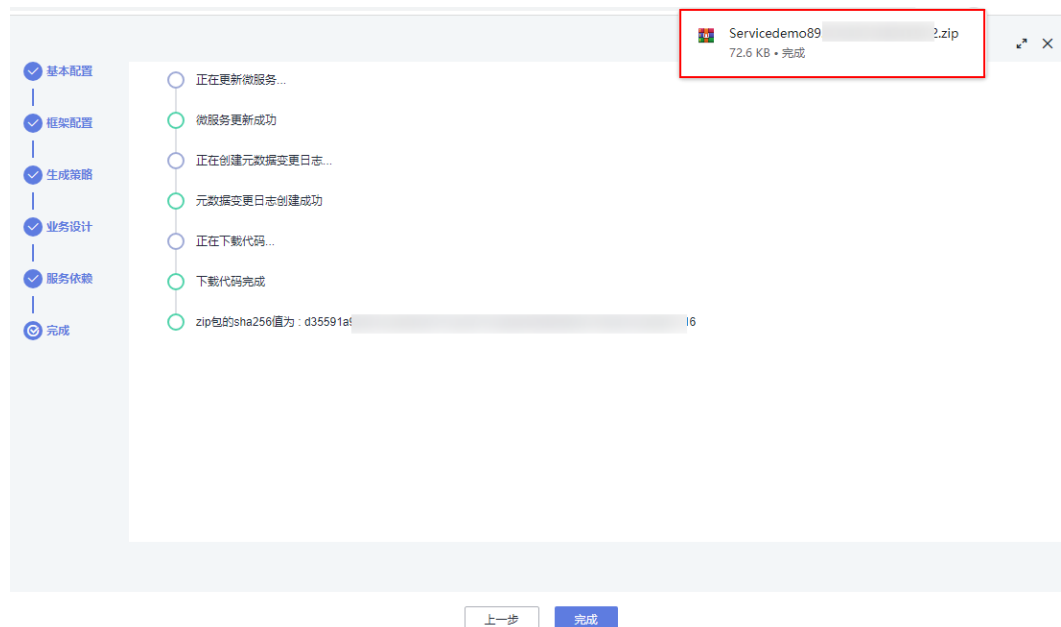 Servicedemo89 2.zip
72.6 KB • 完成
基本配置
框架配置
生成策略
业务设计
服务依赖
完成
正在更新微服务...
微服务更新成功
正在创建元数据变更日志...
元数据变更日志创建成功
正在下载代码...
下载代码完成
zip包的sha256值为 : d35591a 16
上一步
完成